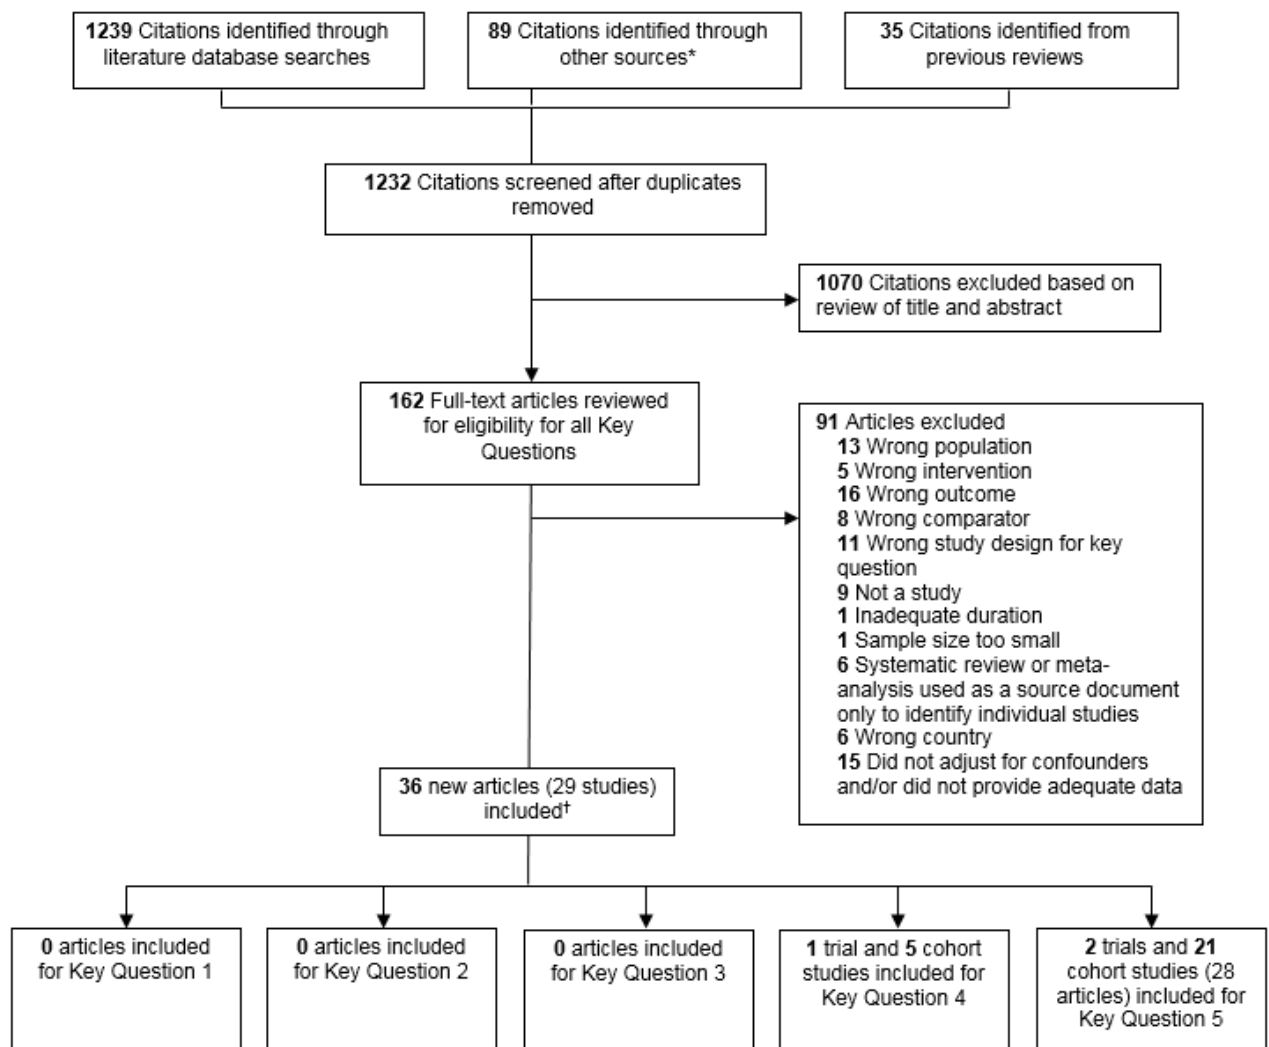 1239 Citations identified through
literature database searches
89 Citations identified through
other sources*
35 Citations identified from
previous reviews
1232 Citations screened after duplicates
removed
1070 Citations excluded based on
review of title and abstract
162 Full-text articles reviewed
for eligibility for all Key
Questions
91 Articles excluded
13 Wrong population
5 Wrong intervention
16 Wrong outcome
8 Wrong comparator
11 Wrong study design for key
question
9 Not a study
1 Inadequate duration
1 Sample size too small
6 Systematic review or meta-
analysis used as a source document
only to identify individual studies
6 Wrong country
15 Did not adjust for confounders
and/or did not provide adequate data
36 new articles (29 studies)
included†
0 articles included
for Key Question 1
0 articles included
for Key Question 2
0 articles included
for Key Question 3
1 trial and 5 cohort
studies included for
Key Question 4
2 trials and 21
cohort studies (28
articles) included for
Key Question 5